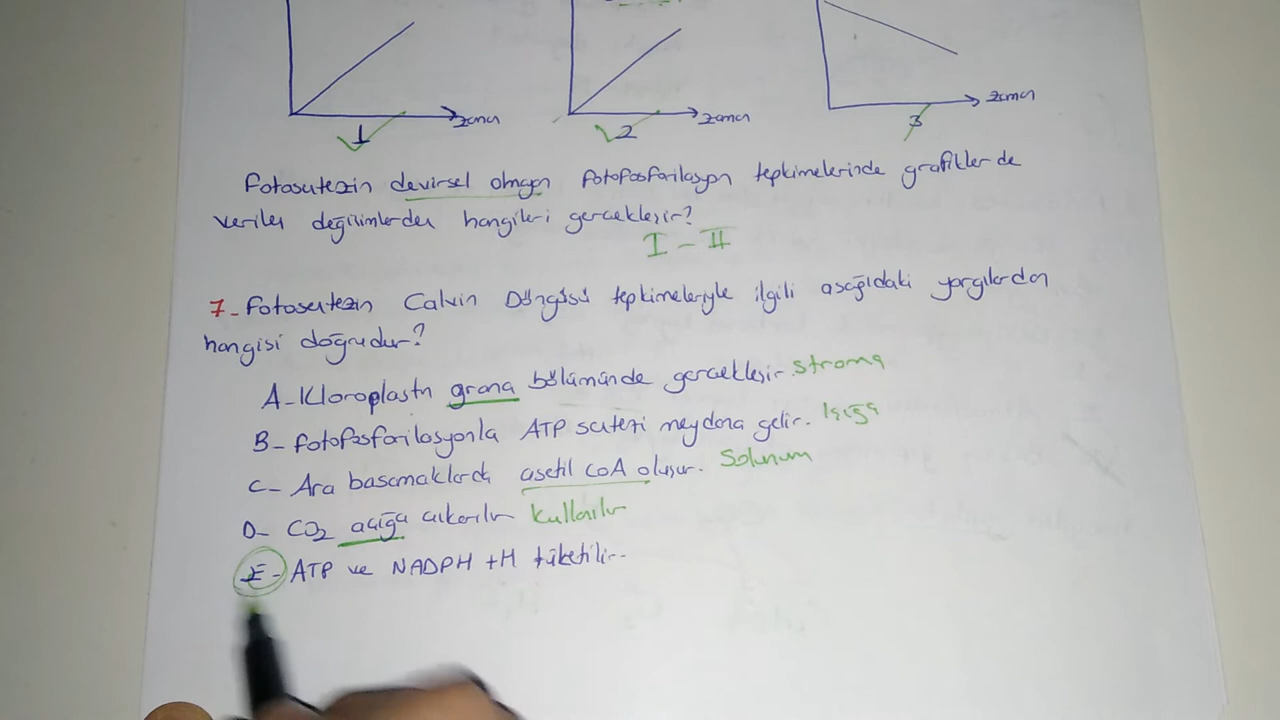 zaman zaman zaman
1 2 3
Fotosentezin devirsel olmayan fotofosforilasyon tepkimelerinde grafiklerde
verilen değişimlerden hangileri gerçekleşir?
I - II
7- Fotosentezin Calvin Döngüsü tepkimeleriyle ilgili aşağıdaki yargılardan
hangisi doğrudur?
A- Kloroplastın grana bölümünde gerçekleşir. stroma
B- fotofosforilasyonla ATP sentezi meydana gelir. Işığa
C- Ara basamaklarda asetil CoA oluşur. Solunum
D- CO2 açığa çıkarılır kullanılır
E- ATP ve NADPH +H tüketilir.